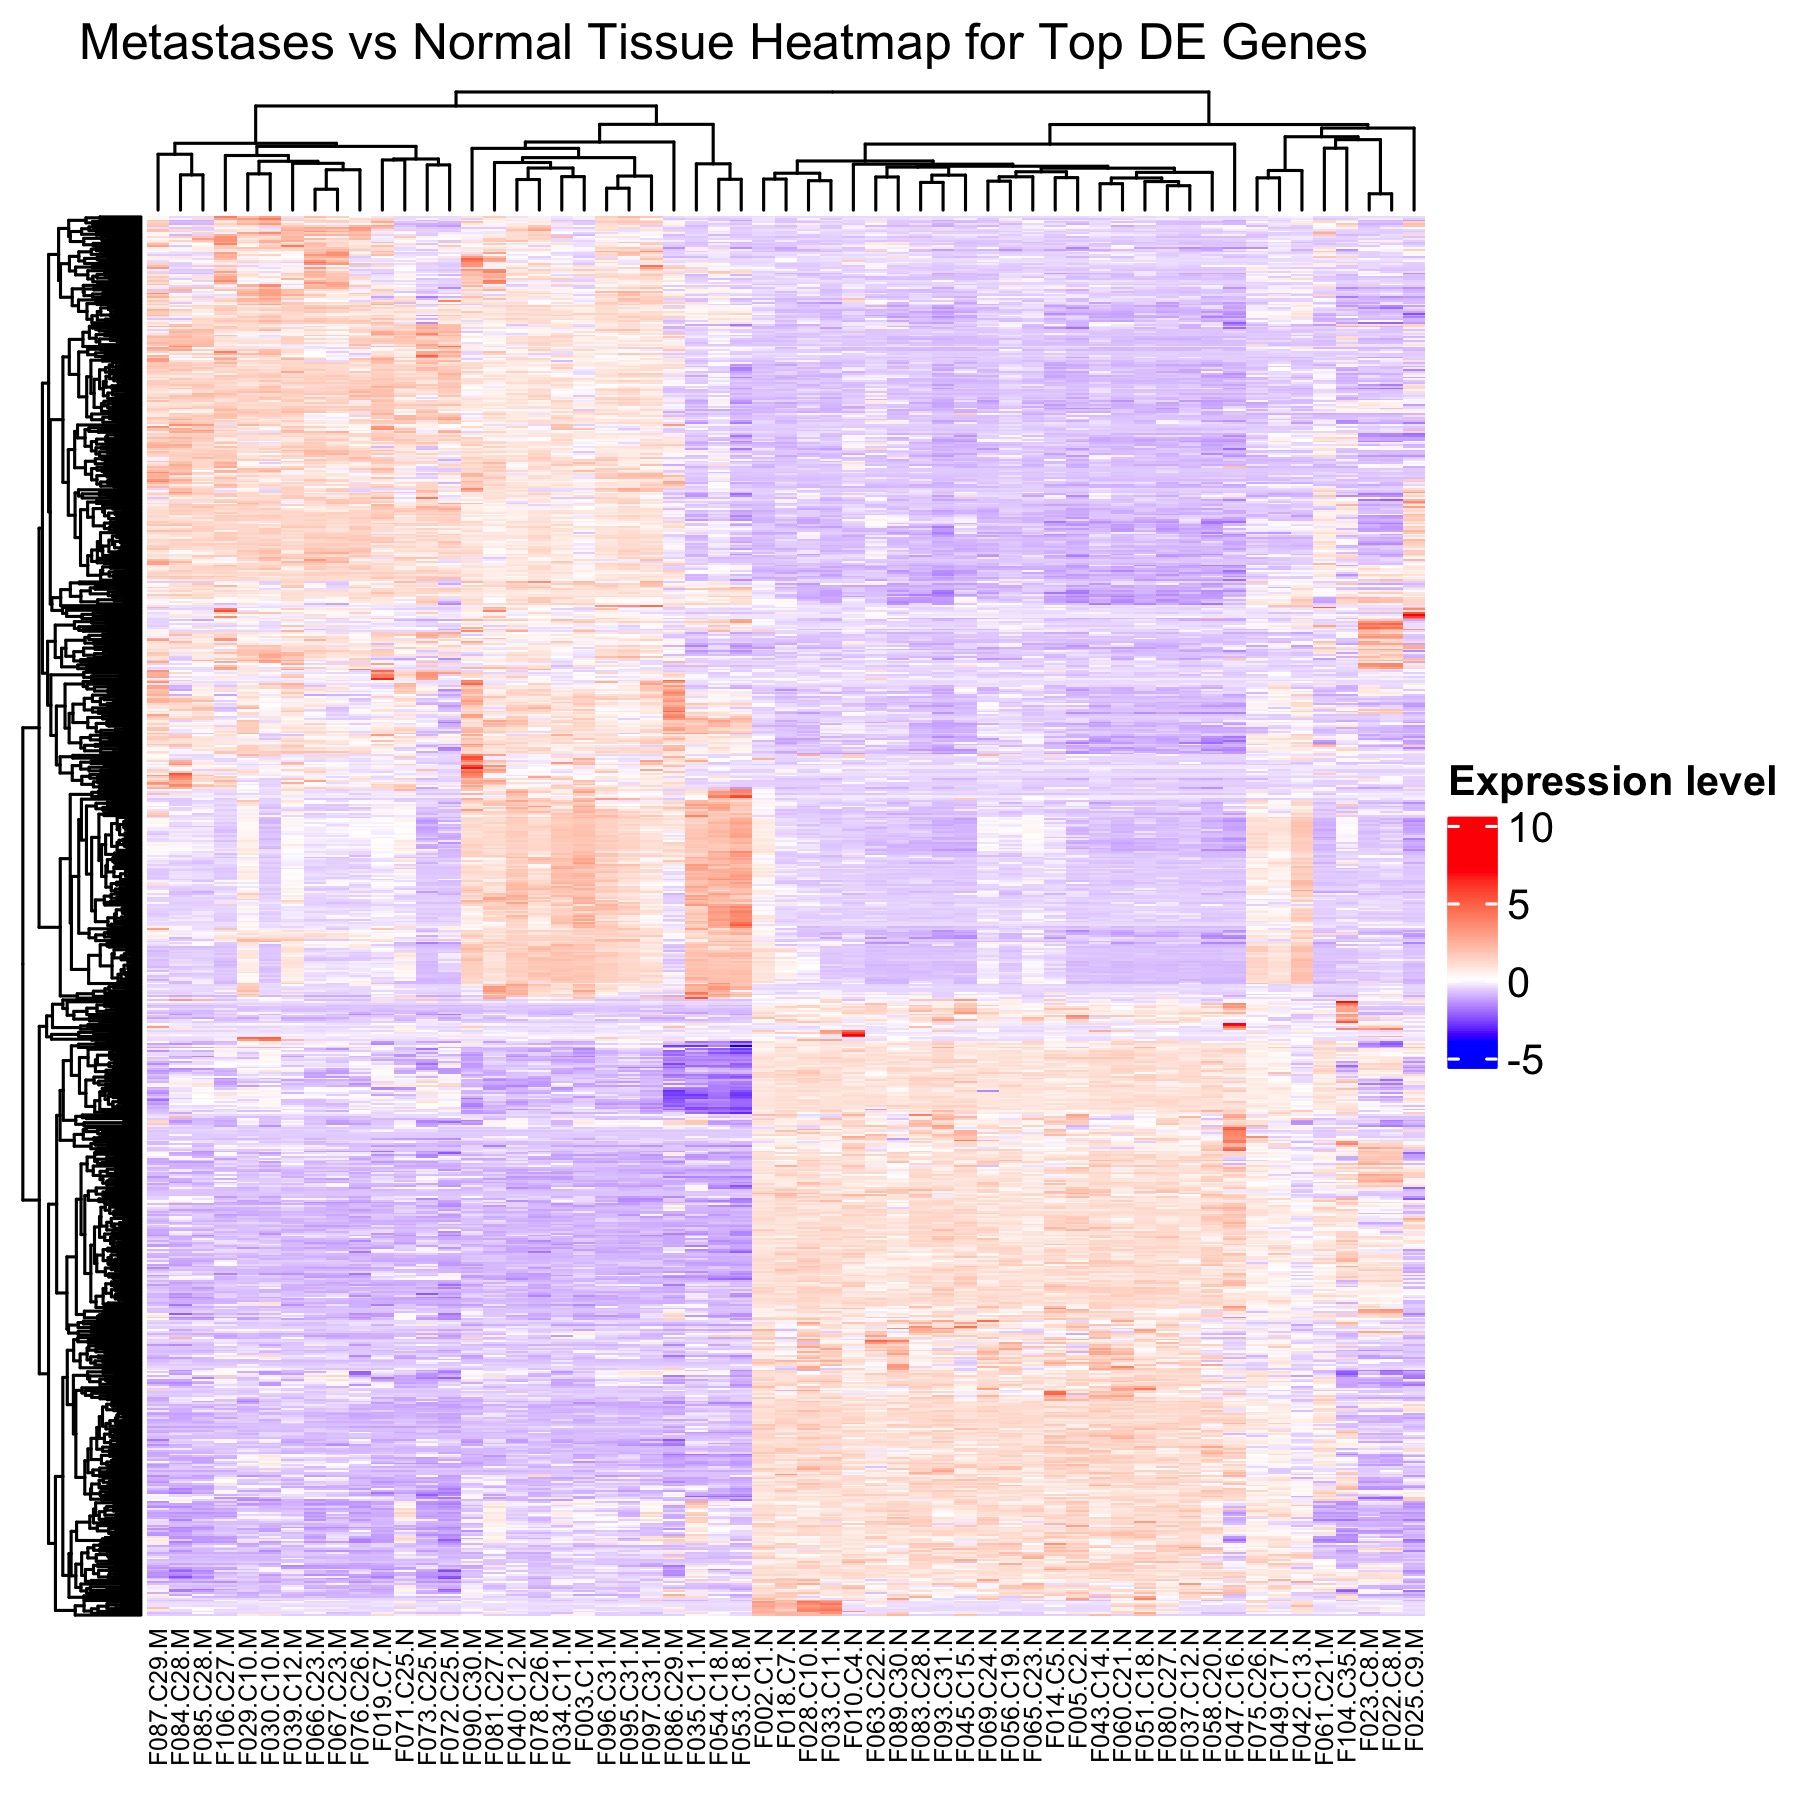 Metastases vs Normal Tissue Heatmap for Top DE Genes
Expression level
10
5
0
-5
F087.C29.M
F084.C28.M
F085.C28.M
F106.C27.M
F029.C10.M
F030.C10.M
F039.C12.M
F066.C23.M
F067.C23.M
F076.C26.M
F019.C7.M
F071.C25.N
F073.C25.M
F072.C25.M
F090.C30.M
F081.C27.M
F040.C12.M
F078.C26.M
F034.C11.M
F003.C1.M
F096.C31.M
F095.C31.M
F097.C31.M
F086.C29.M
F035.C11.M
F054.C18.M
F053.C18.M
F002.C1.N
F018.C7.N
F028.C10.N
F033.C11.N
F010.C4.N
F063.C22.N
F089.C30.N
F083.C28.N
F093.C31.N
F045.C15.N
F069.C24.N
F056.C19.N
F065.C23.N
F014.C5.N
F005.C2.N
F043.C14.N
F060.C21.N
F051.C18.N
F080.C27.N
F037.C12.N
F058.C20.N
F047.C16.N
F075.C26.N
F049.C17.N
F042.C13.N
F061.C21.M
F104.C35.N
F023.C8.M
F022.C8.M
F025.C9.M